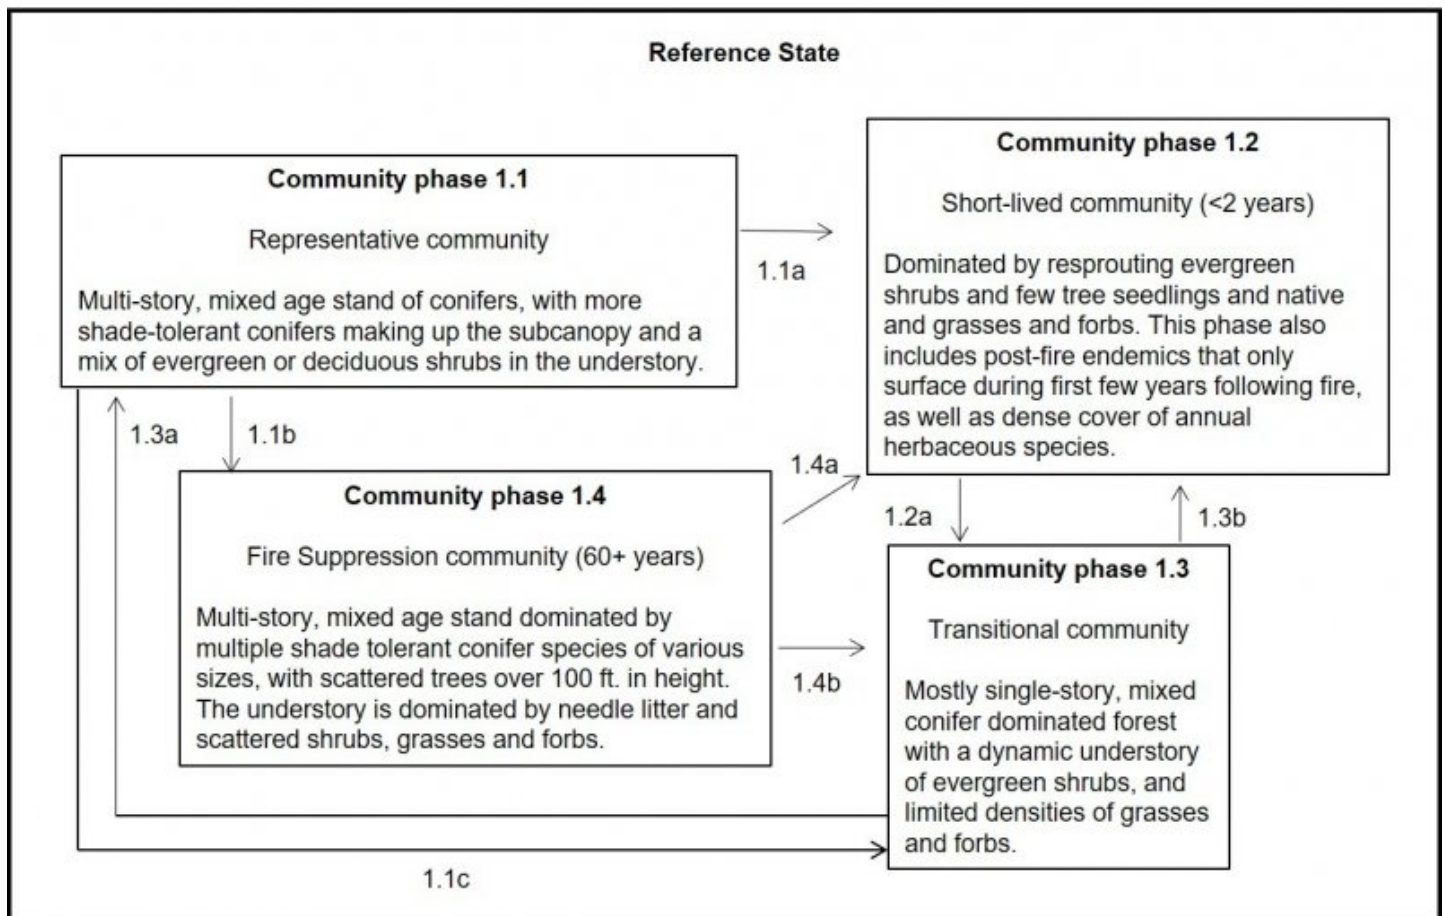 Reference State
Community phase 1.1
Representative community
Multi-story, mixed age stand of conifers, with more
shade-tolerant conifers making up the subcanopy and a
mix of evergreen or deciduous shrubs in the understory.
1.1a
Community phase 1.2
Short-lived community (<2 years)
Dominated by resprouting evergreen
shrubs and few tree seedlings and native
and grasses and forbs. This phase also
includes post-fire endemics that only
surface during first few years following fire,
as well as dense cover of annual
herbaceous species.
1.3a
1.1b
1.4a
1.2a
1.3b
Community phase 1.4
Fire Suppression community (60+ years)
Multi-story, mixed age stand dominated by
multiple shade tolerant conifer species of various
sizes, with scattered trees over 100 ft. in height.
The understory is dominated by needle litter and
scattered shrubs, grasses and forbs.
1.4b
Community phase 1.3
Transitional community
Mostly single-story, mixed
conifer dominated forest
with a dynamic understory
of evergreen shrubs, and
limited densities of grasses
and forbs.
1.1c